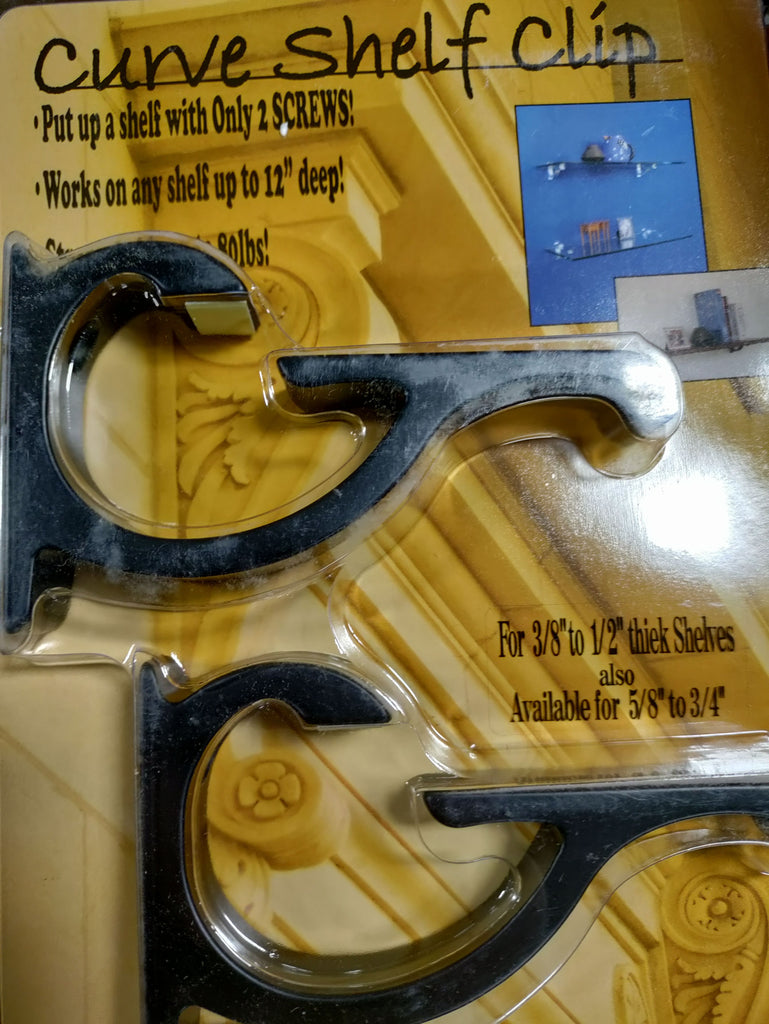 Curve Shelf Clip
•Put up a shelf with Only 2 SCREWS!
•Works on any shelf up to 12" deep!
80lbs!
For 3/8" to 1/2" thiek Shelves
also
Available for 5/8" to 3/4"